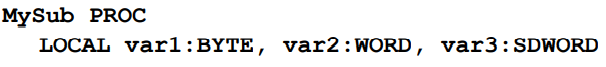 MySub PROC
LOCAL var1:BYTE, var2:WORD, var3:SDWORD